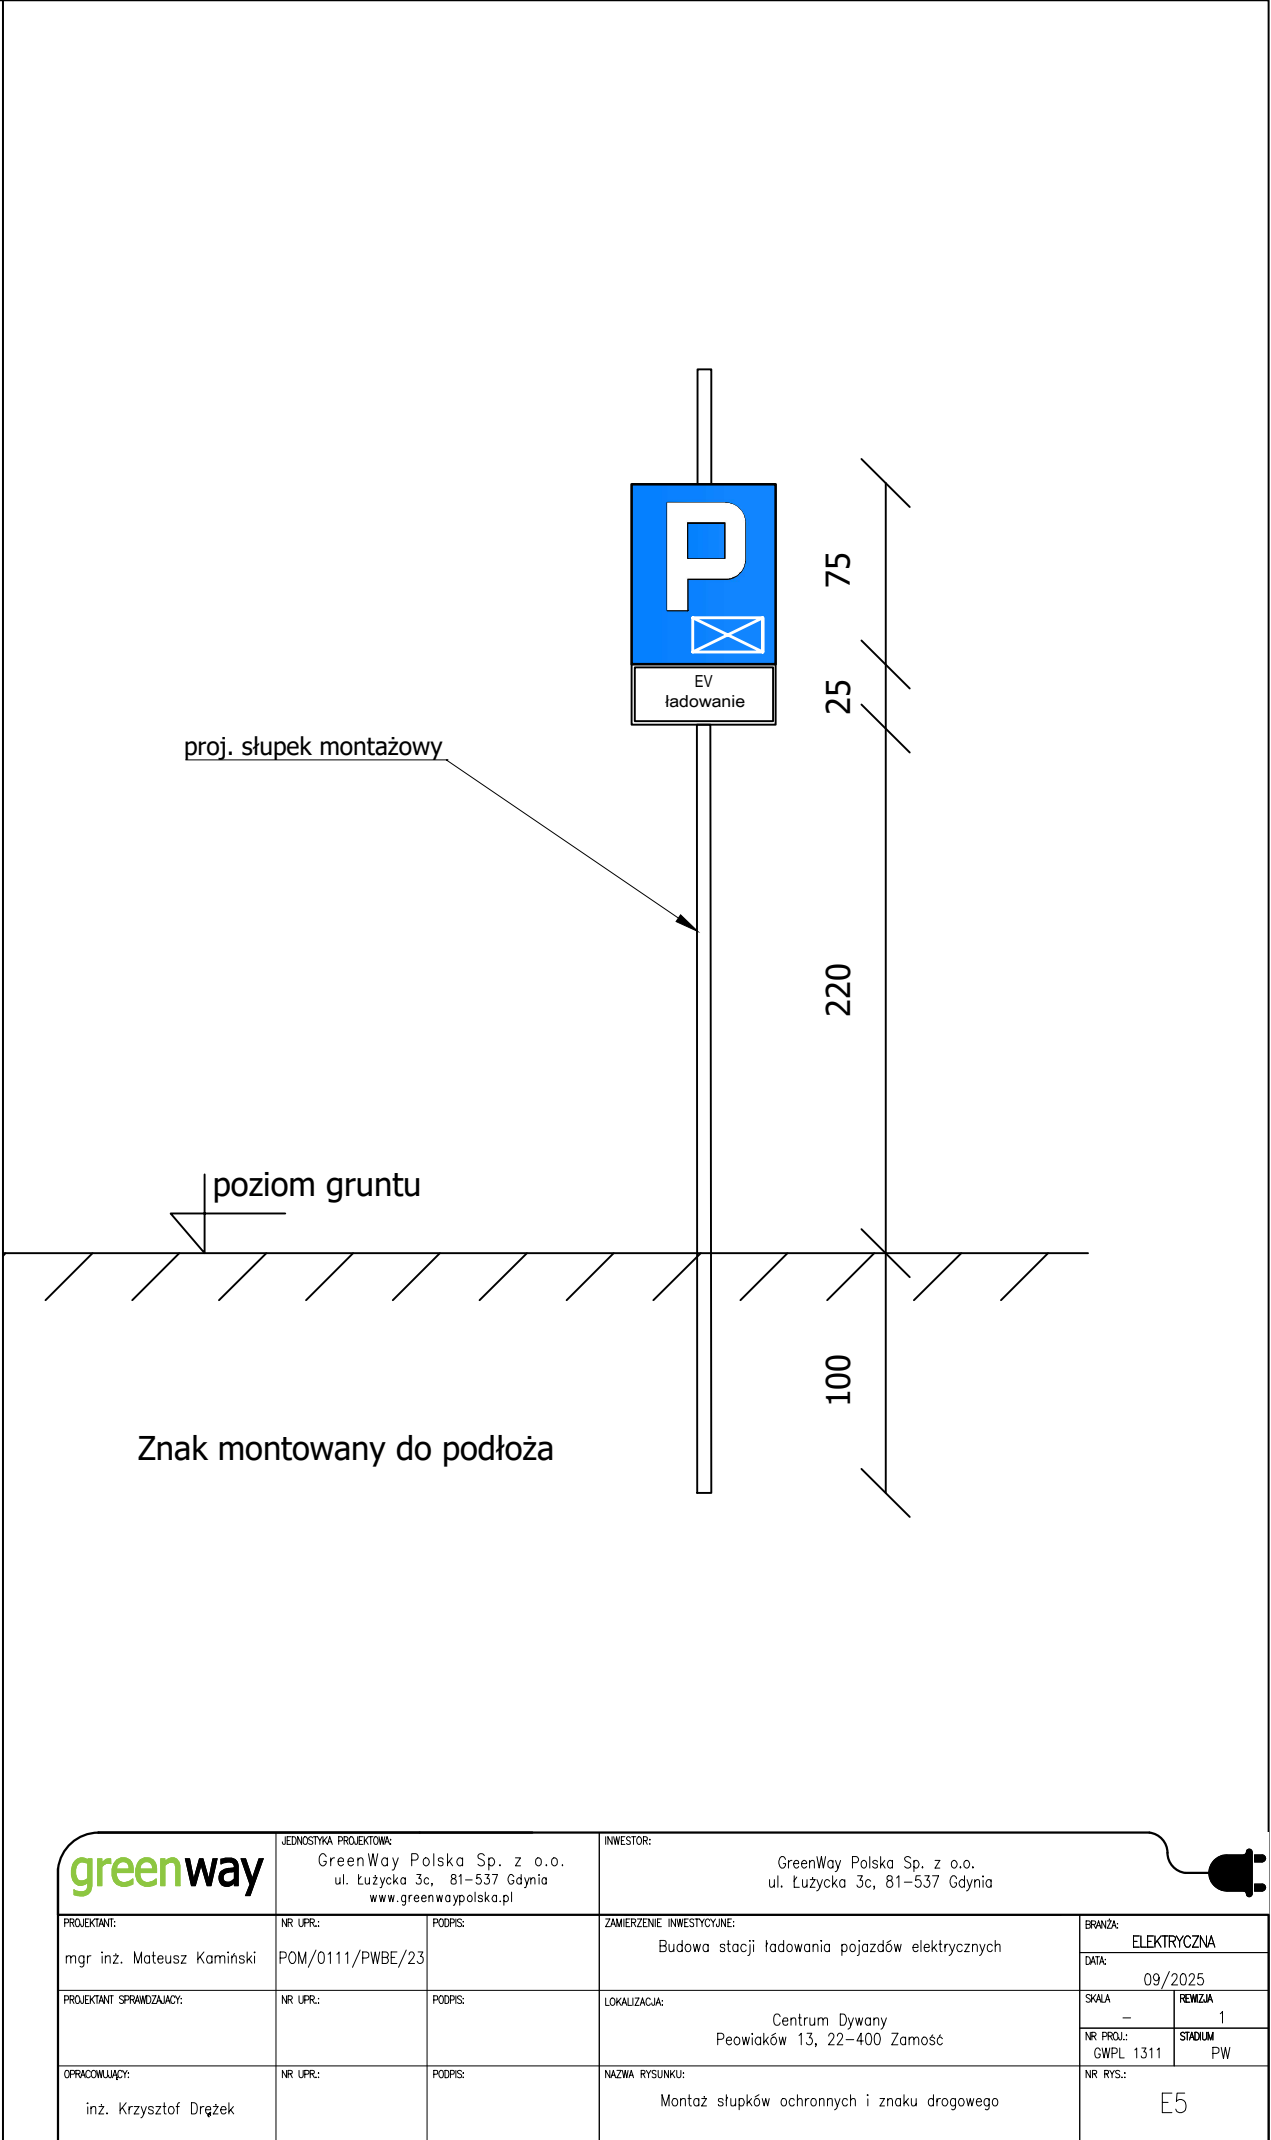 P
75
EV
ładowanie
25
proj. słupek montażowy
220
poziom gruntu
100
Znak montowany do podłoża
greenway
JEDNOSTYKA PROJEKTOWA:
GreenWay Polska Sp. z o.o.
ul. Łużycka 3c, 81-537 Gdynia
www.greenwaypolska.pl
INWESTOR:
GreenWay Polska Sp. z o.o.
ul. Łużycka 3c, 81-537 Gdynia
PROJEKTANT:
mgr inż. Mateusz Kamiński
NR UPR.:
POM/0111/PWBE/23
PODPIS:
ZAMIERZENIE INWESTYCYJNE:
Budowa stacji ładowania pojazdów elektrycznych
BRANŻA:
ELEKTRYCZNA
DATA:
09/2025
PROJEKTANT SPRAWDZAJACY:
NR UPR.:
PODPIS:
LOKALIZACJA:
Centrum Dywany
Peowiaków 13, 22-400 Zamość
SKALA
-
REWIZJA
1
NR PROJ.:
GWPL 1311
STADIUM
PW
OPRACOWUJĄCY:
inż. Krzysztof Drężek
NR UPR.:
PODPIS:
NAZWA RYSUNKU:
Montaż słupków ochronnych i znaku drogowego
NR RYS.:
E5